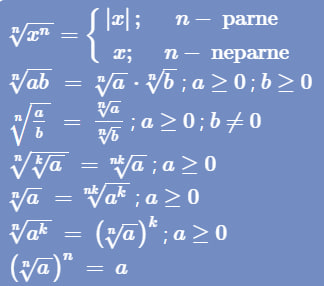 ⁿ√(xⁿ) = { |x|; n − parne
x; n − neparne
ⁿ√(ab) = ⁿ√a · ⁿ√b ; a ≥ 0 ; b ≥ 0
ⁿ√(a/b) = ⁿ√a / ⁿ√b ; a ≥ 0 ; b ≠ 0
ⁿ√(ᵏ√a) = ⁿᵏ√a ; a ≥ 0
ⁿ√a = ⁿᵏ√(aᵏ) ; a ≥ 0
ⁿ√(aᵏ) = (ⁿ√a)ᵏ ; a ≥ 0
(ⁿ√a)ⁿ = a